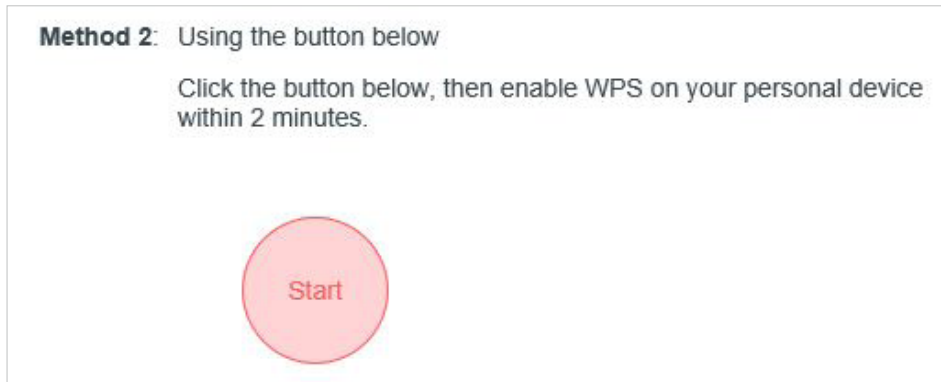 Method 2: Using the button below
Click the button below, then enable WPS on your personal device
within 2 minutes.
Start